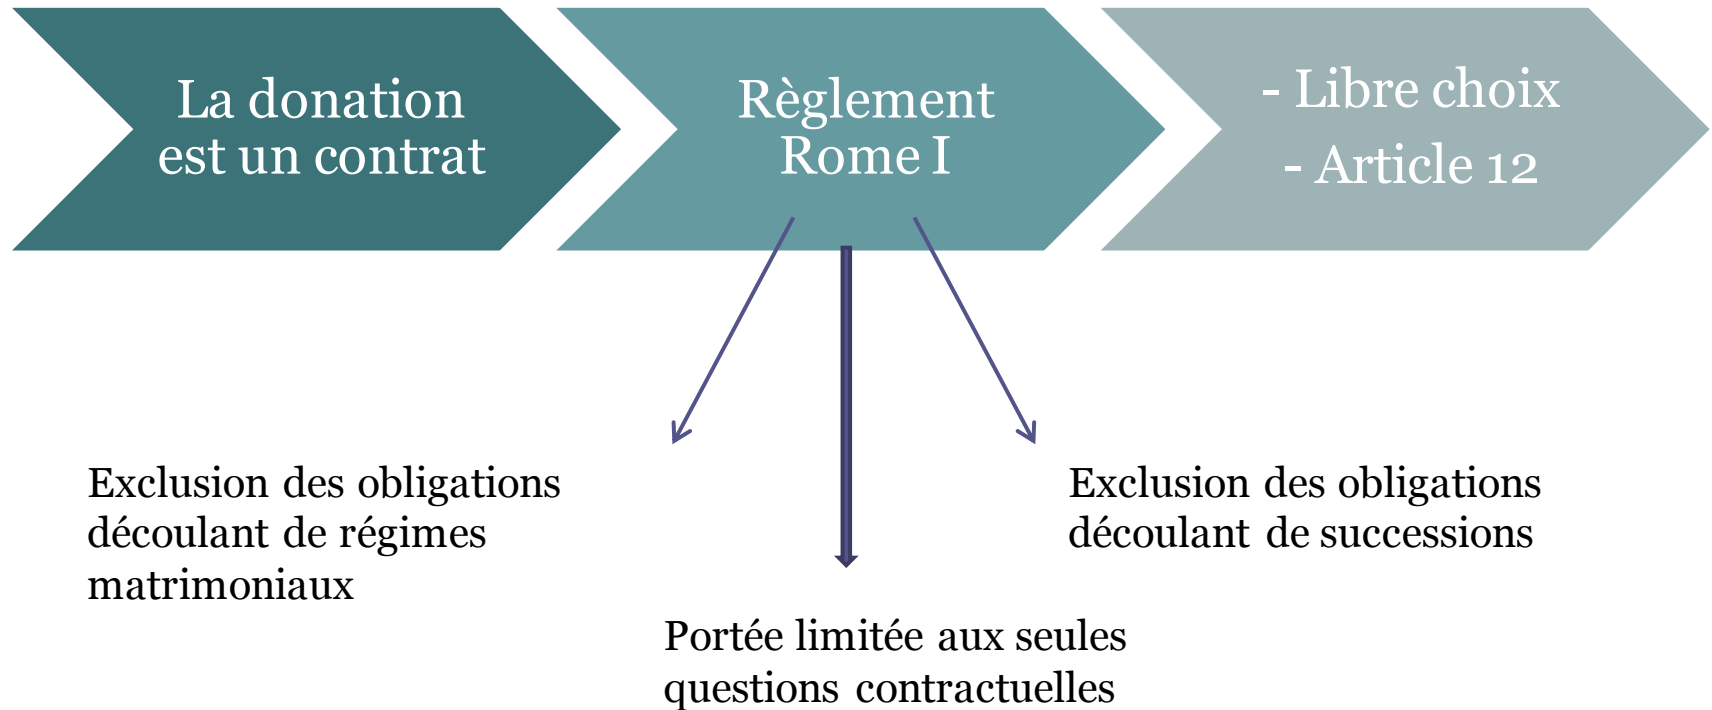 La donation
est un contrat
Règlement
Rome I
- Libre choix
- Article 12
Exclusion des obligations
découlant de régimes
matrimoniaux
Portée limitée aux seules
questions contractuelles
Exclusion des obligations
découlant de successions